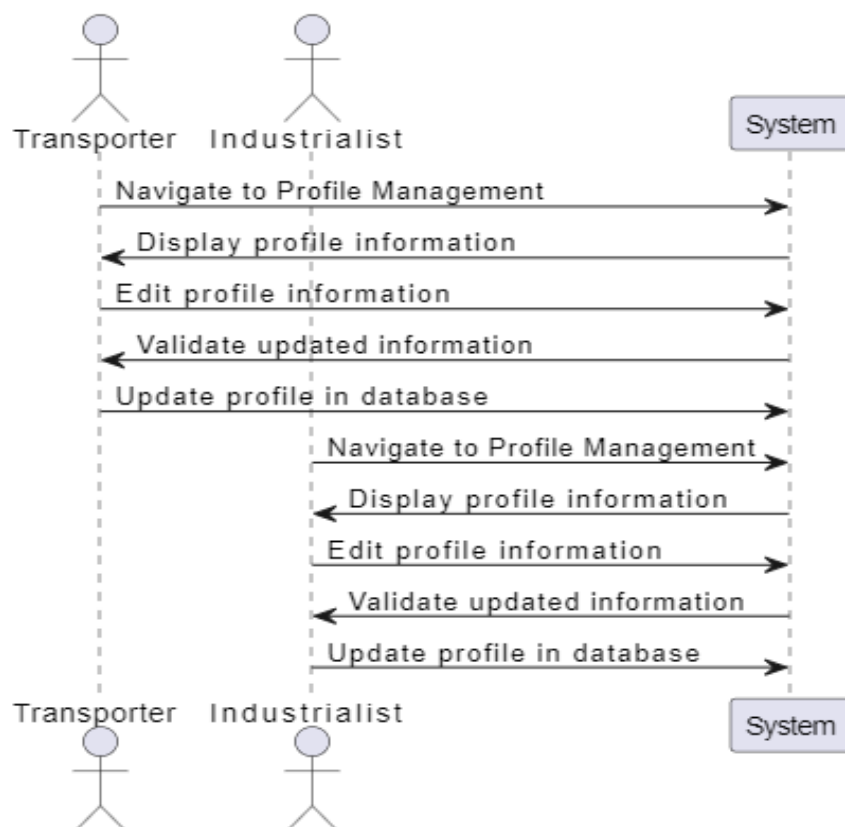 Transporter Industrialist System
Navigate to Profile Management
Display profile information
Edit profile information
Validate updated information
Update profile in database
Navigate to Profile Management
Display profile information
Edit profile information
Validate updated information
Update profile in database
Transporter Industrialist System